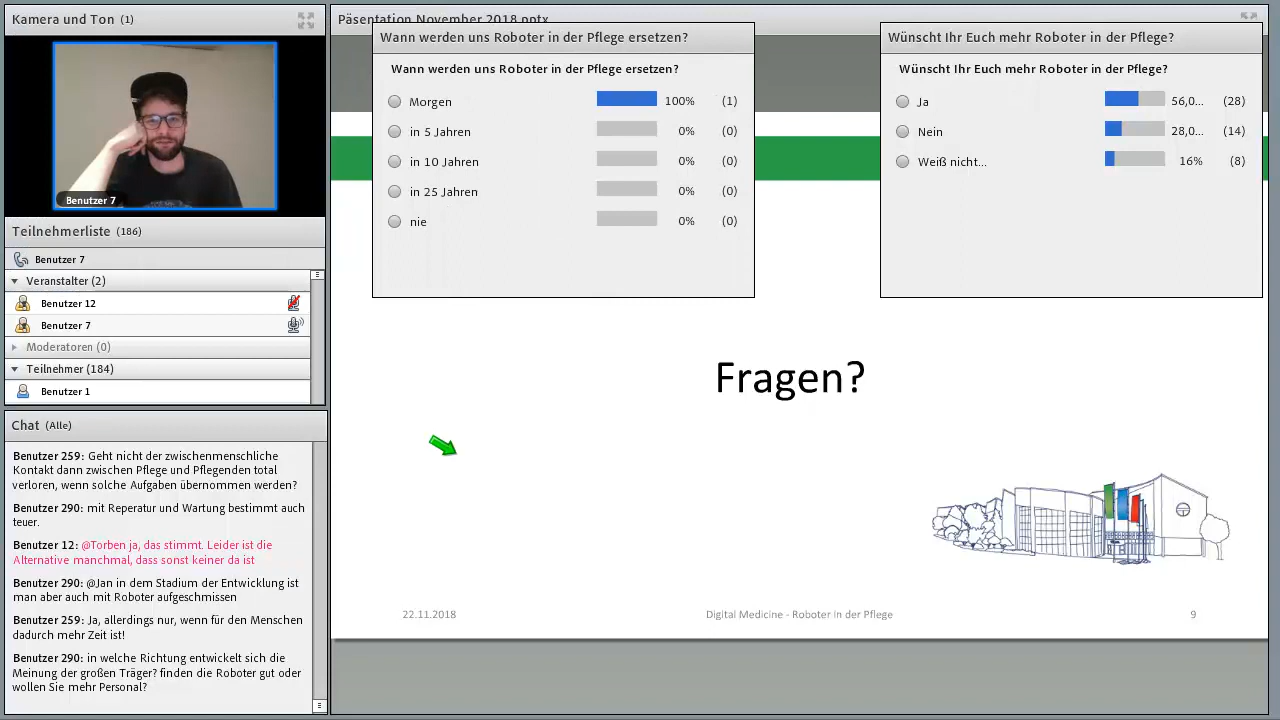 Kamera und Ton (1)
Benutzer 7
Teilnehmerliste (186)
Benutzer 7
Veranstalter (2)
Benutzer 12
Benutzer 7
Moderatoren (0)
Teilnehmer (184)
Benutzer 1
Chat (Alle)
Benutzer 259: Geht nicht der zwischenmenschliche
Kontakt dann zwischen Pflege und Pflegenden total
verloren, wenn solche Aufgaben übernommen werden?
Benutzer 290: mit Reperatur und Wartung bestimmt auch
teuer.
Benutzer 12: @Torben ja, das stimmt. Leider ist die
Alternative manchmal, dass sonst keiner da ist
Benutzer 290: @Jan in dem Stadium der Entwicklung ist
man aber auch mit Roboter aufgeschmissen
Benutzer 259: Ja, allerdings nur, wenn für den Menschen
dadurch mehr Zeit ist!
Benutzer 290: in welche Richtung entwickelt sich die
Meinung der großen Träger? finden die Roboter gut oder
wollen Sie mehr Personal?
Päsentation November 2018.pptx
Wann werden uns Roboter in der Pflege ersetzen?
Wann werden uns Roboter in der Pflege ersetzen?
Morgen 100% (1)
in 5 Jahren 0% (0)
in 10 Jahren 0% (0)
in 25 Jahren 0% (0)
nie 0% (0)
Wünscht Ihr Euch mehr Roboter in der Pflege?
Wünscht Ihr Euch mehr Roboter in der Pflege?
Ja 56,0... (28)
Nein 28,0... (14)
Weiß nicht... 16% (8)
Fragen?
22.11.2018 Digital Medicine - Roboter in der Pflege 9